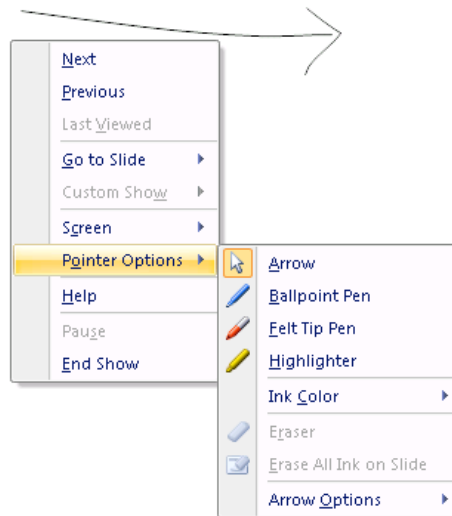 Next
Previous
Last Viewed
Go to Slide
Custom Show
Screen
Pointer Options
Help
Pause
End Show
Arrow
Ballpoint Pen
Felt Tip Pen
Highlighter
Ink Color
Eraser
Erase All Ink on Slide
Arrow Options